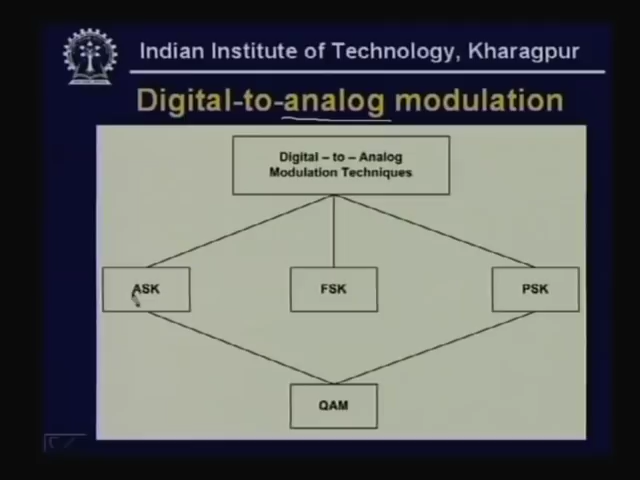 Indian Institute of Technology, Kharagpur
Digital-to-analog modulation
Digital – to – Analog
Modulation Techniques
ASK
FSK
PSK
QAM